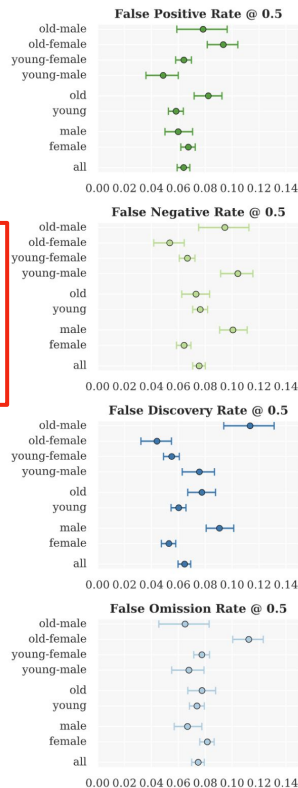 False Positive Rate @ 0.5
old-male
old-female
young-female
young-male
old
young
male
female
all
0.00 0.02 0.04 0.06 0.08 0.10 0.12 0.14
False Negative Rate @ 0.5
old-male
old-female
young-female
young-male
old
young
male
female
all
0.00 0.02 0.04 0.06 0.08 0.10 0.12 0.14
False Discovery Rate @ 0.5
old-male
old-female
young-female
young-male
old
young
male
female
all
0.00 0.02 0.04 0.06 0.08 0.10 0.12 0.14
False Omission Rate @ 0.5
old-male
old-female
young-female
young-male
old
young
male
female
all
0.00 0.02 0.04 0.06 0.08 0.10 0.12 0.14